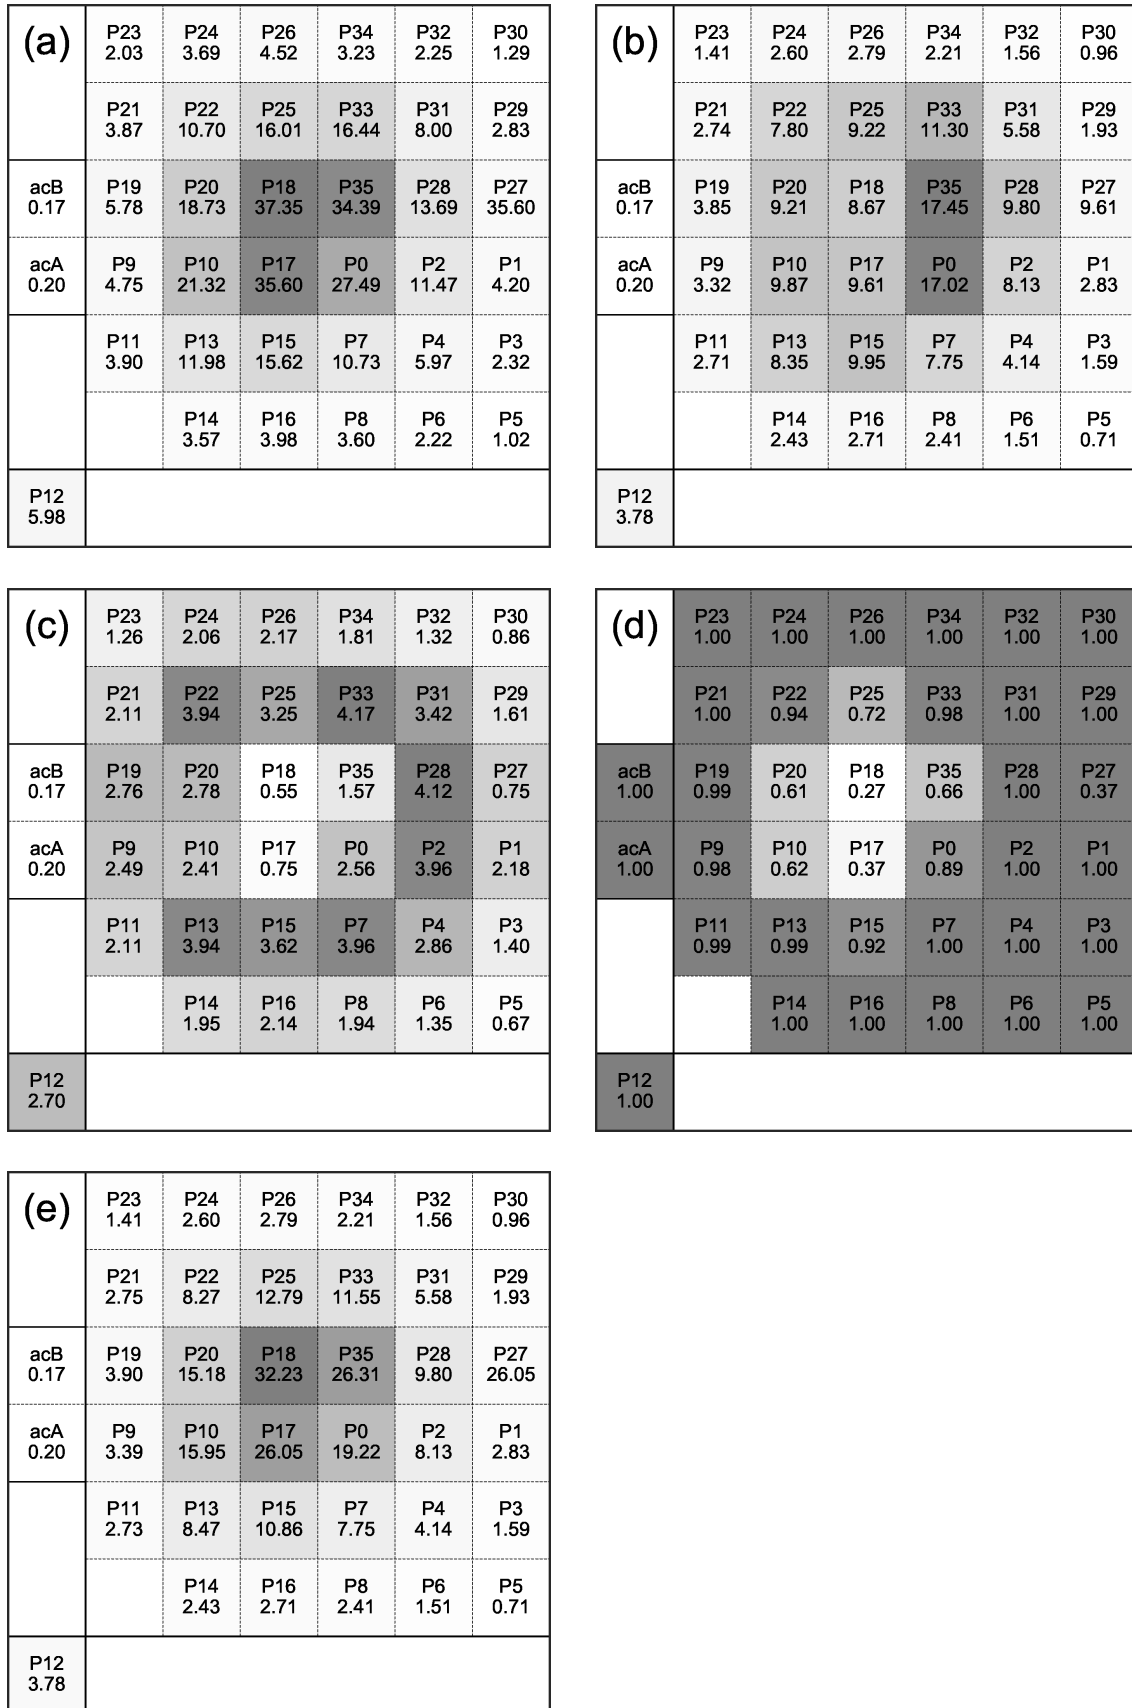 (a) P23 P24 P26 P34 P32 P30
2.03 3.69 4.52 3.23 2.25 1.29
P21 P22 P25 P33 P31 P29
3.87 10.70 16.01 16.44 8.00 2.83
acB P19 P20 P18 P35 P28 P27
0.17 5.78 18.73 37.35 34.39 13.69 35.60
acA P9 P10 P17 P0 P2 P1
0.20 4.75 21.32 35.60 27.49 11.47 4.20
P11 P13 P15 P7 P4 P3
3.90 11.98 15.62 10.73 5.97 2.32
P14 P16 P8 P6 P5
3.57 3.98 3.60 2.22 1.02
P12
5.98
(b) P23 P24 P26 P34 P32 P30
1.41 2.60 2.79 2.21 1.56 0.96
P21 P22 P25 P33 P31 P29
2.74 7.80 9.22 11.30 5.58 1.93
acB P19 P20 P18 P35 P28 P27
0.17 3.85 9.21 8.67 17.45 9.80 9.61
acA P9 P10 P17 P0 P2 P1
0.20 3.32 9.87 9.61 17.02 8.13 2.83
P11 P13 P15 P7 P4 P3
2.71 8.35 9.95 7.75 4.14 1.59
P14 P16 P8 P6 P5
2.43 2.71 2.41 1.51 0.71
P12
3.78
(c) P23 P24 P26 P34 P32 P30
1.26 2.06 2.17 1.81 1.32 0.86
P21 P22 P25 P33 P31 P29
2.11 3.94 3.25 4.17 3.42 1.61
acB P19 P20 P18 P35 P28 P27
0.17 2.76 2.78 0.55 1.57 4.12 0.75
acA P9 P10 P17 P0 P2 P1
0.20 2.49 2.41 0.75 2.56 3.96 2.18
P11 P13 P15 P7 P4 P3
2.11 3.94 3.62 3.96 2.86 1.40
P14 P16 P8 P6 P5
1.95 2.14 1.94 1.35 0.67
P12
2.70
(d) P23 P24 P26 P34 P32 P30
1.00 1.00 1.00 1.00 1.00 1.00
P21 P22 P25 P33 P31 P29
1.00 0.94 0.72 0.98 1.00 1.00
acB P19 P20 P18 P35 P28 P27
1.00 0.99 0.61 0.27 0.66 1.00 0.37
acA P9 P10 P17 P0 P2 P1
1.00 0.98 0.62 0.37 0.89 1.00 1.00
P11 P13 P15 P7 P4 P3
0.99 0.99 0.92 1.00 1.00 1.00
P14 P16 P8 P6 P5
1.00 1.00 1.00 1.00 1.00
P12
1.00
(e) P23 P24 P26 P34 P32 P30
1.41 2.60 2.79 2.21 1.56 0.96
P21 P22 P25 P33 P31 P29
2.75 8.27 12.79 11.55 5.58 1.93
acB P19 P20 P18 P35 P28 P27
0.17 3.90 15.18 32.23 26.31 9.80 26.05
acA P9 P10 P17 P0 P2 P1
0.20 3.39 15.95 26.05 19.22 8.13 2.83
P11 P13 P15 P7 P4 P3
2.73 8.47 10.86 7.75 4.14 1.59
P14 P16 P8 P6 P5
2.43 2.71 2.41 1.51 0.71
P12
3.78